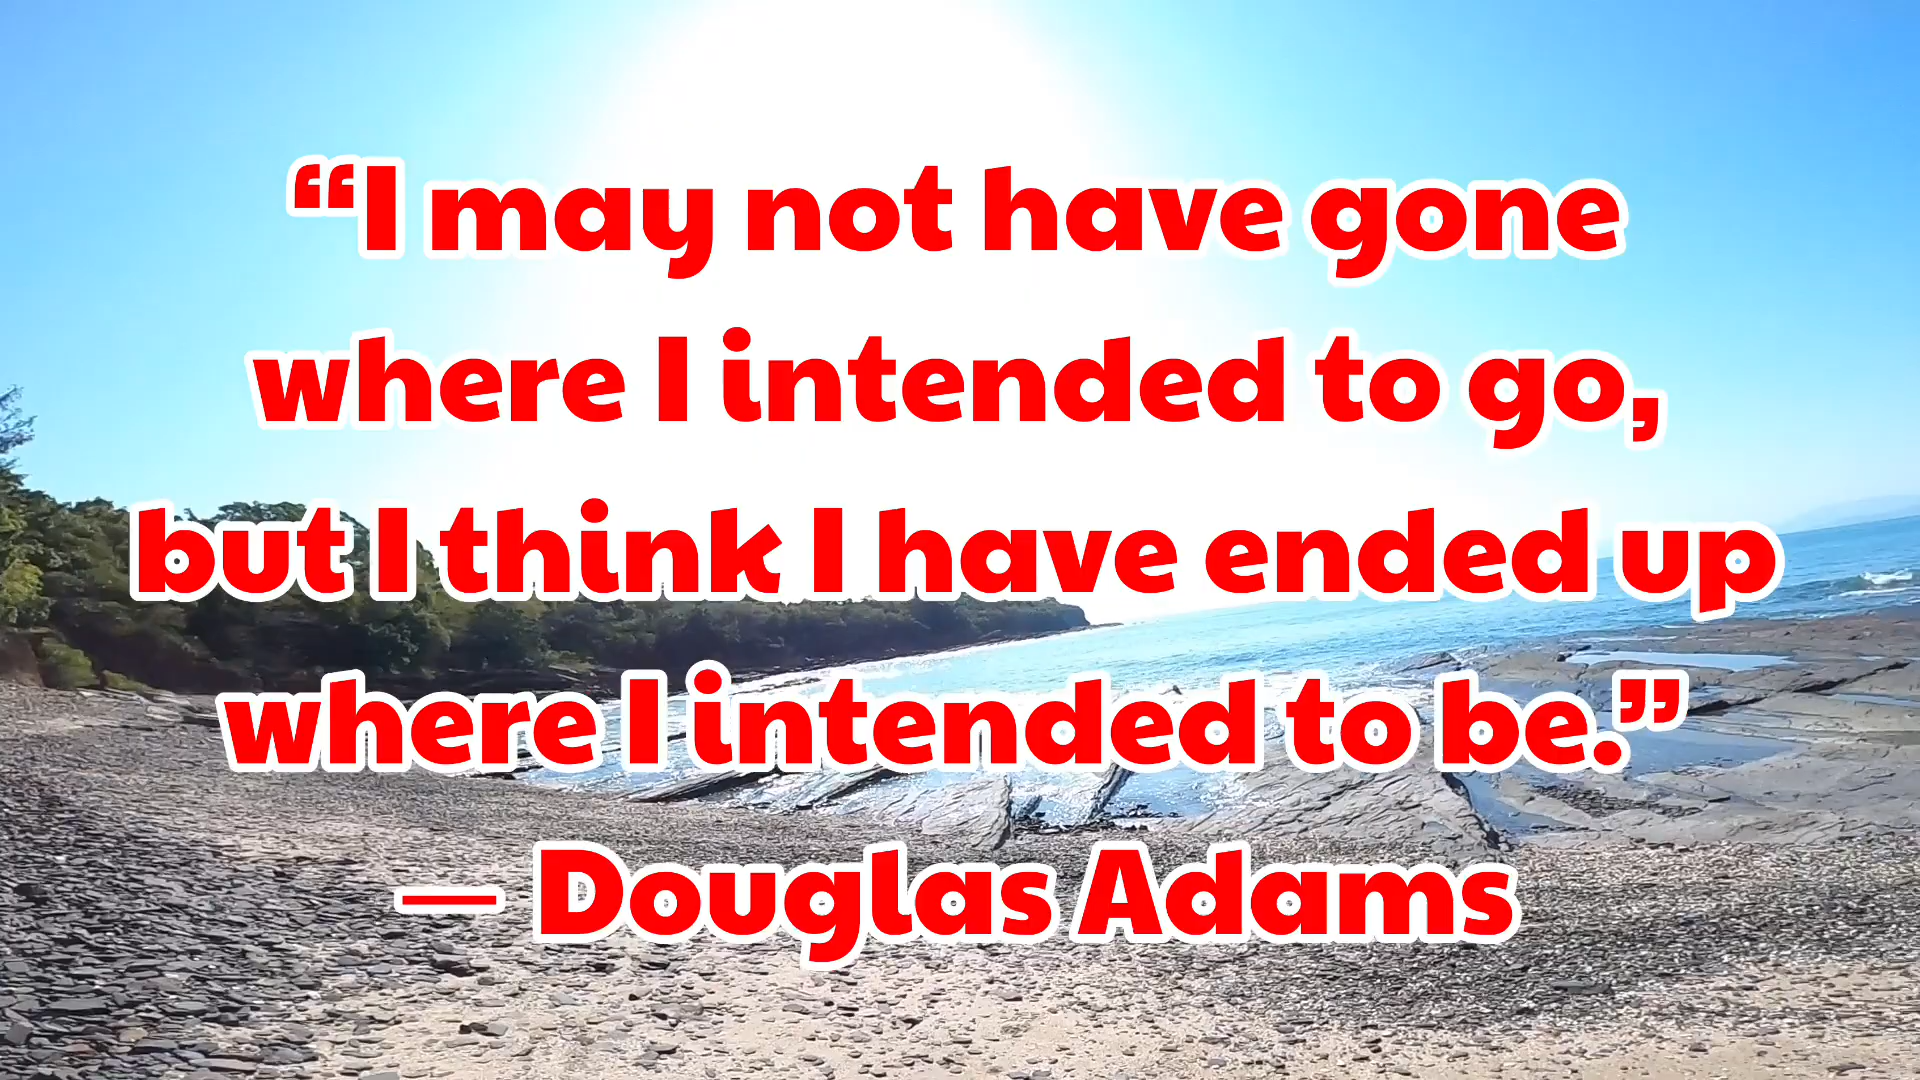 “I may not have gone
where I intended to go,
but I think I have ended up
where I intended to be.”
— Douglas Adams